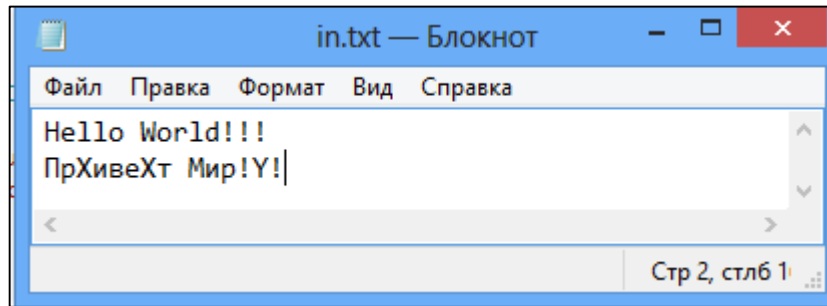 in.txt — Блокнот
Файл Правка Формат Вид Справка
Hello World!!!
ПрХивеХт Мир!Y!
Стр 2, стлб 1